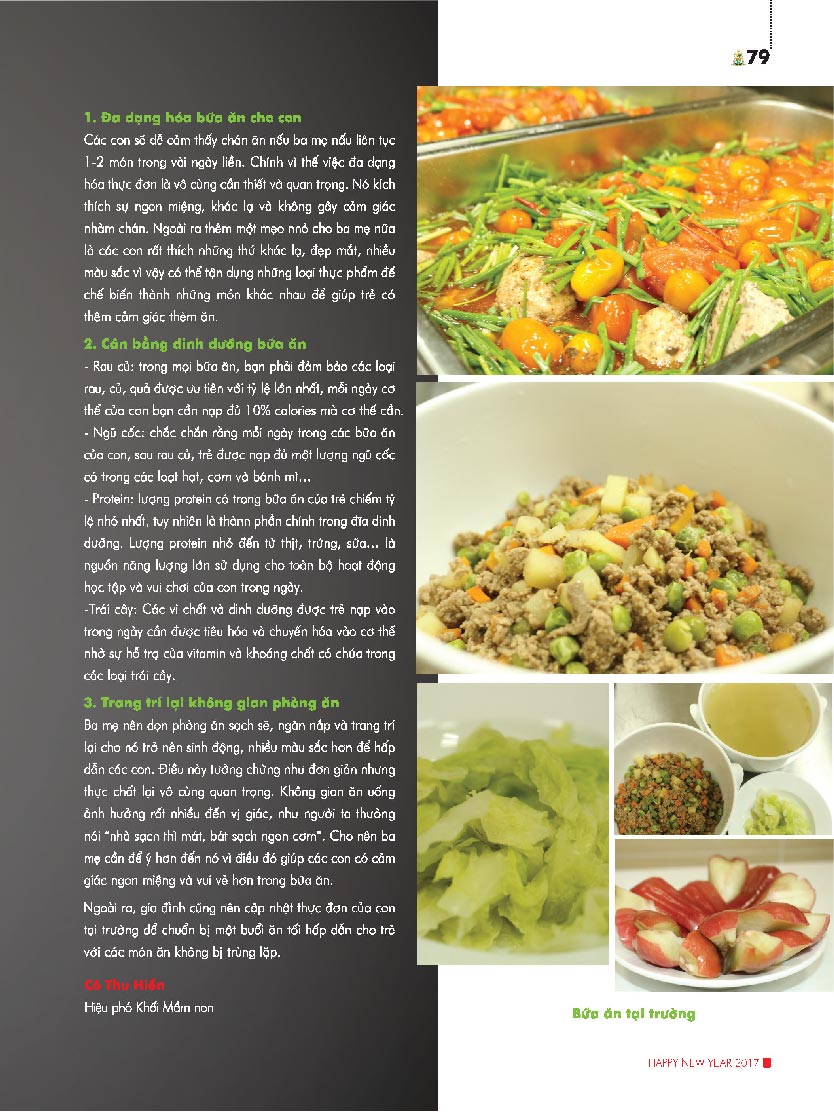 79
1. Đa dạng hóa bữa ăn cho con
Các con sẽ dễ cảm thấy chán ăn nếu ba mẹ nấu liên tục
1-2 món trong vài ngày liền. Chính vì thế việc đa dạng
hóa thực đơn là vô cùng cần thiết và quan trọng. Nó kích
thích sự ngon miệng, khác lạ và không gây cảm giác
nhàm chán. Ngoài ra thêm một mẹo nhỏ cho ba mẹ nữa
là các con rất thích những thứ khác lạ, đẹp mắt, nhiều
màu sắc vì vậy có thể tận dụng những loại thực phẩm để
chế biến thành những món khác nhau để giúp trẻ có
thêm cảm giác thèm ăn.
2. Cân bằng dinh dưỡng bữa ăn
- Rau củ: trong mọi bữa ăn, bạn phải đảm bảo các loại
rau, củ, quả được ưu tiên với tỷ lệ lớn nhất, mỗi ngày cơ
thể của con bạn cần nạp đủ 10% calories mà cơ thể cần.
- Ngũ cốc: chắc chắn rằng mỗi ngày trong các bữa ăn
của con, sau rau củ, trẻ được nạp đủ một lượng ngũ cốc
có trong các loạt hạt, cơm và bánh mì...
- Protein: lượng protein có trong bữa ăn của trẻ chiếm tỷ
lệ nhỏ nhất, tuy nhiên là thành phần chính trong đĩa dinh
dưỡng. Lượng protein nhỏ đến từ thịt, trứng, sữa... là
nguồn năng lượng lớn sử dụng cho toàn bộ hoạt động
học tập và vui chơi của con trong ngày.
-Trái cây: Các vi chất và dinh dưỡng được trẻ nạp vào
trong ngày cần được tiêu hóa và chuyển hóa vào cơ thể
nhờ sự hỗ trợ của vitamin và khoáng chất có chứa trong
các loại trái cây.
3. Trang trí lại không gian phòng ăn
Ba mẹ nên dọn phòng ăn sạch sẽ, ngăn nắp và trang trí
lại cho nó trở nên sinh động, nhiều màu sắc hơn để hấp
dẫn các con. Điều này tưởng chừng như đơn giản nhưng
thực chất lại vô cùng quan trọng. Không gian ăn uống
ảnh hưởng rất nhiều đến vị giác, như người ta thường
nói "nhà sạch thì mát, bát sạch ngon cơm". Cho nên ba
mẹ cần để ý hơn đến nó vì điều đó giúp các con có cảm
giác ngon miệng và vui vẻ hơn trong bữa ăn.
Ngoài ra, gia đình cũng nên cập nhật thực đơn của con
tại trường để chuẩn bị một buổi ăn tối hấp dẫn cho trẻ
với các món ăn không bị trùng lặp.
Cô Thu Hiền
Hiệu phó Khối Mầm non
Bữa ăn tại trường
HAPPY NEW YEAR 2017